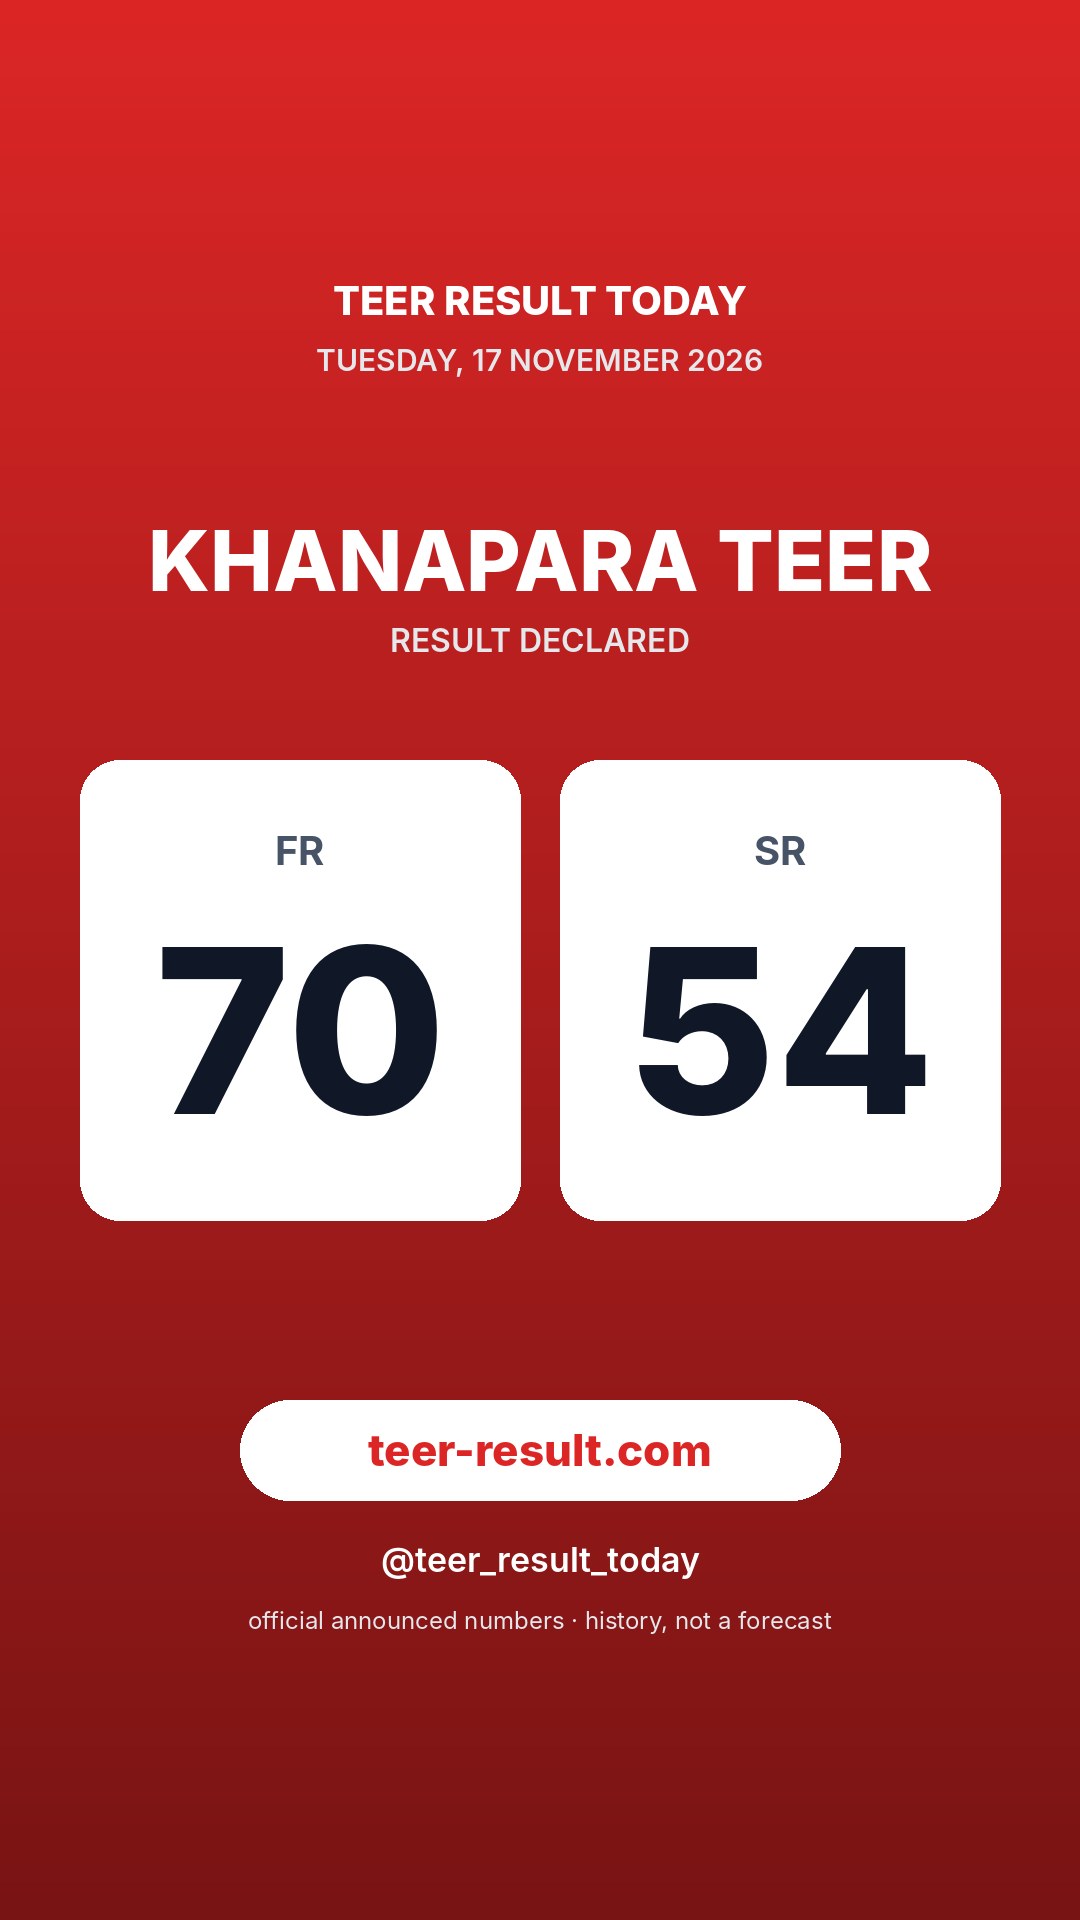 TEER RESULT TODAY
TUESDAY, 17 NOVEMBER 2026
KHANAPARA TEER
RESULT DECLARED
FR
70
SR
54
teer-result.com
@teer_result_today
official announced numbers · history, not a forecast